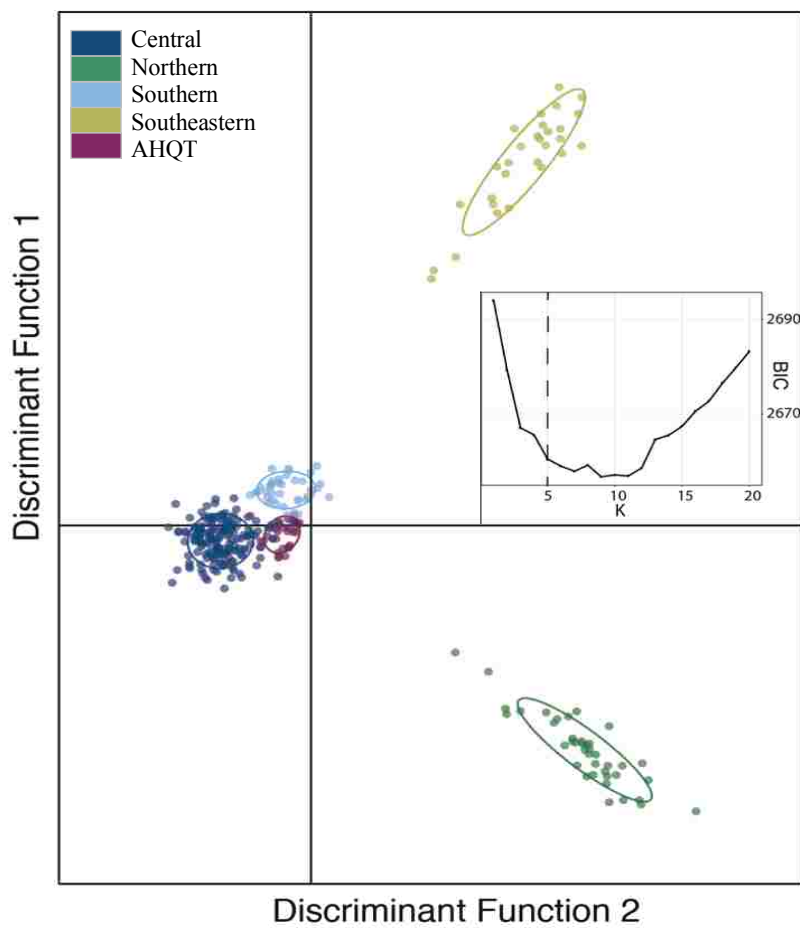 Central
Northern
Southern
Southeastern
AHQT
Discriminant Function 1
2690
BIC
2670
5 10 15 20
K
Discriminant Function 2